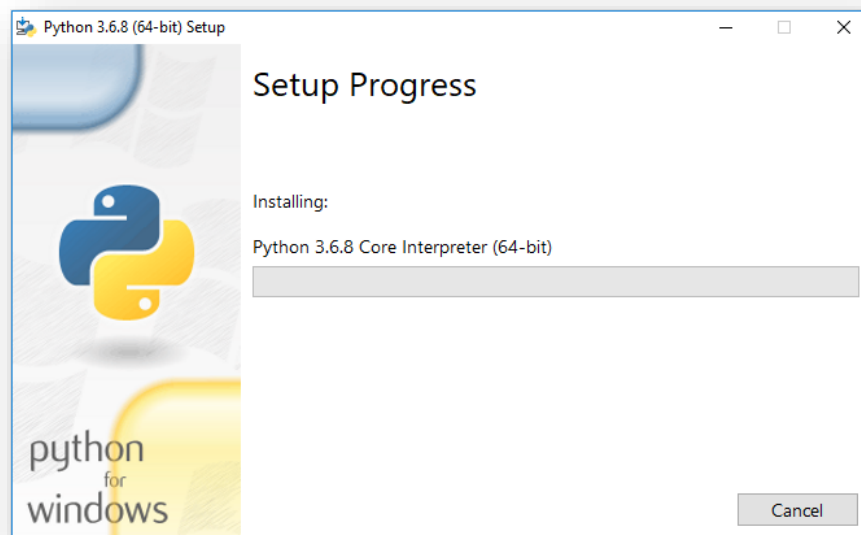 Python 3.6.8 (64-bit) Setup
Setup Progress
Installing:
Python 3.6.8 Core Interpreter (64-bit)
python
for
windows
Cancel